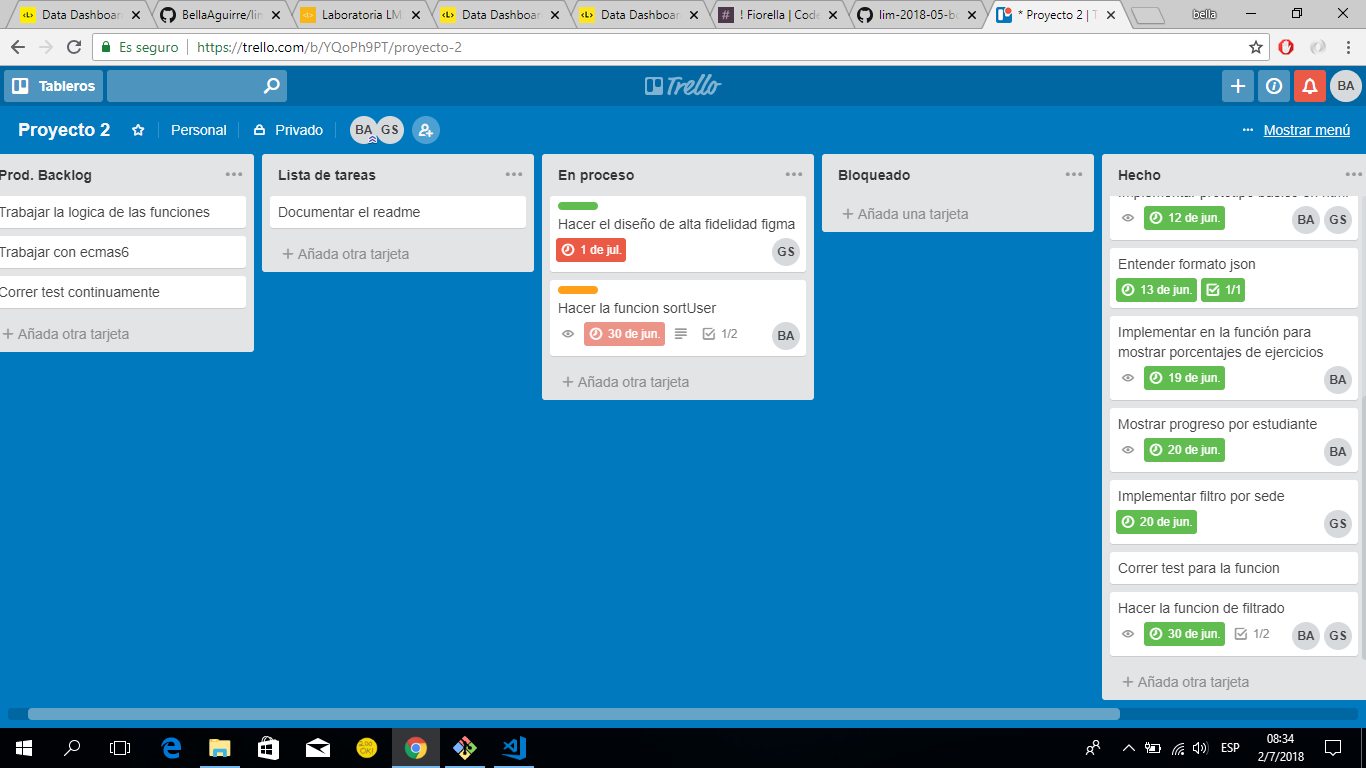 Data Dashboar
BellaAguirre/lin
Laboratoria LM
Data Dashboar
Data Dashboar
! Fiorella | Code
lim-2018-05-bc
* Proyecto 2 | T
bella
Es seguro
https://trello.com/b/YQoPh9PT/proyecto-2
Tableros
Trello
BA
Proyecto 2
Personal
Privado
BA
GS
Mostrar menú
Prod. Backlog
Trabajar la logica de las funciones
Trabajar con ecmas6
Correr test continuamente
+ Añada otra tarjeta
Lista de tareas
Documentar el readme
+ Añada otra tarjeta
En proceso
Hacer el diseño de alta fidelidad figma
1 de jul.
GS
Hacer la funcion sortUser
30 de jun.
1/2
BA
+ Añada otra tarjeta
Bloqueado
+ Añada una tarjeta
Hecho
12 de jun.
BA
GS
Entender formato json
13 de jun.
1/1
Implementar en la función para
mostrar porcentajes de ejercicios
19 de jun.
BA
Mostrar progreso por estudiante
20 de jun.
BA
Implementar filtro por sede
20 de jun.
GS
Correr test para la funcion
Hacer la funcion de filtrado
30 de jun.
1/2
BA
GS
+ Añada otra tarjeta
ESP
08:34
2/7/2018